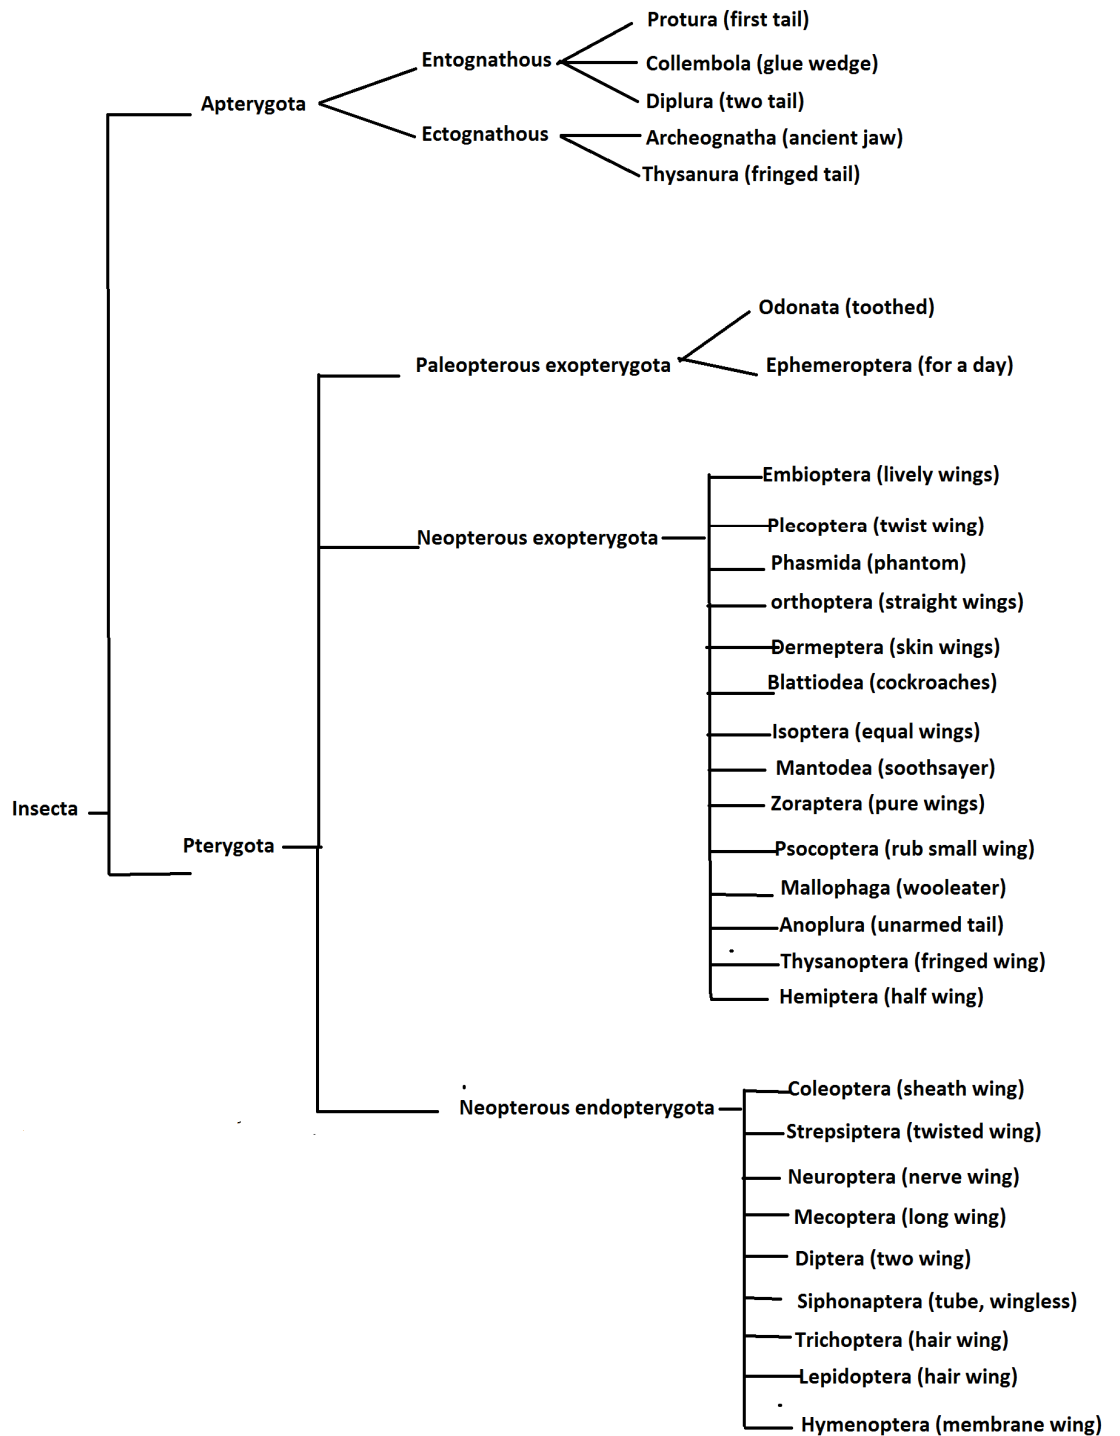 Protura (first tail)
Entognathous
Collembola (glue wedge)
Diplura (two tail)
Apterygota
Ectognathous
Archeognatha (ancient jaw)
Thysanura (fringed tail)
Odonata (toothed)
Paleopterous exopterygota
Ephemeroptera (for a day)
Embioptera (lively wings)
Plecoptera (twist wing)
Neopterous exopterygota
Phasmida (phantom)
orthoptera (straight wings)
Dermeptera (skin wings)
Blattiodea (cockroaches)
Isoptera (equal wings)
Mantodea (soothsayer)
Zoraptera (pure wings)
Insecta
Pterygota
Psocoptera (rub small wing)
Mallophaga (wooleater)
Anoplura (unarmed tail)
Thysanoptera (fringed wing)
Hemiptera (half wing)
Coleoptera (sheath wing)
Neopterous endopterygota
Strepsiptera (twisted wing)
Neuroptera (nerve wing)
Mecoptera (long wing)
Diptera (two wing)
Siphonaptera (tube, wingless)
Trichoptera (hair wing)
Lepidoptera (hair wing)
Hymenoptera (membrane wing)